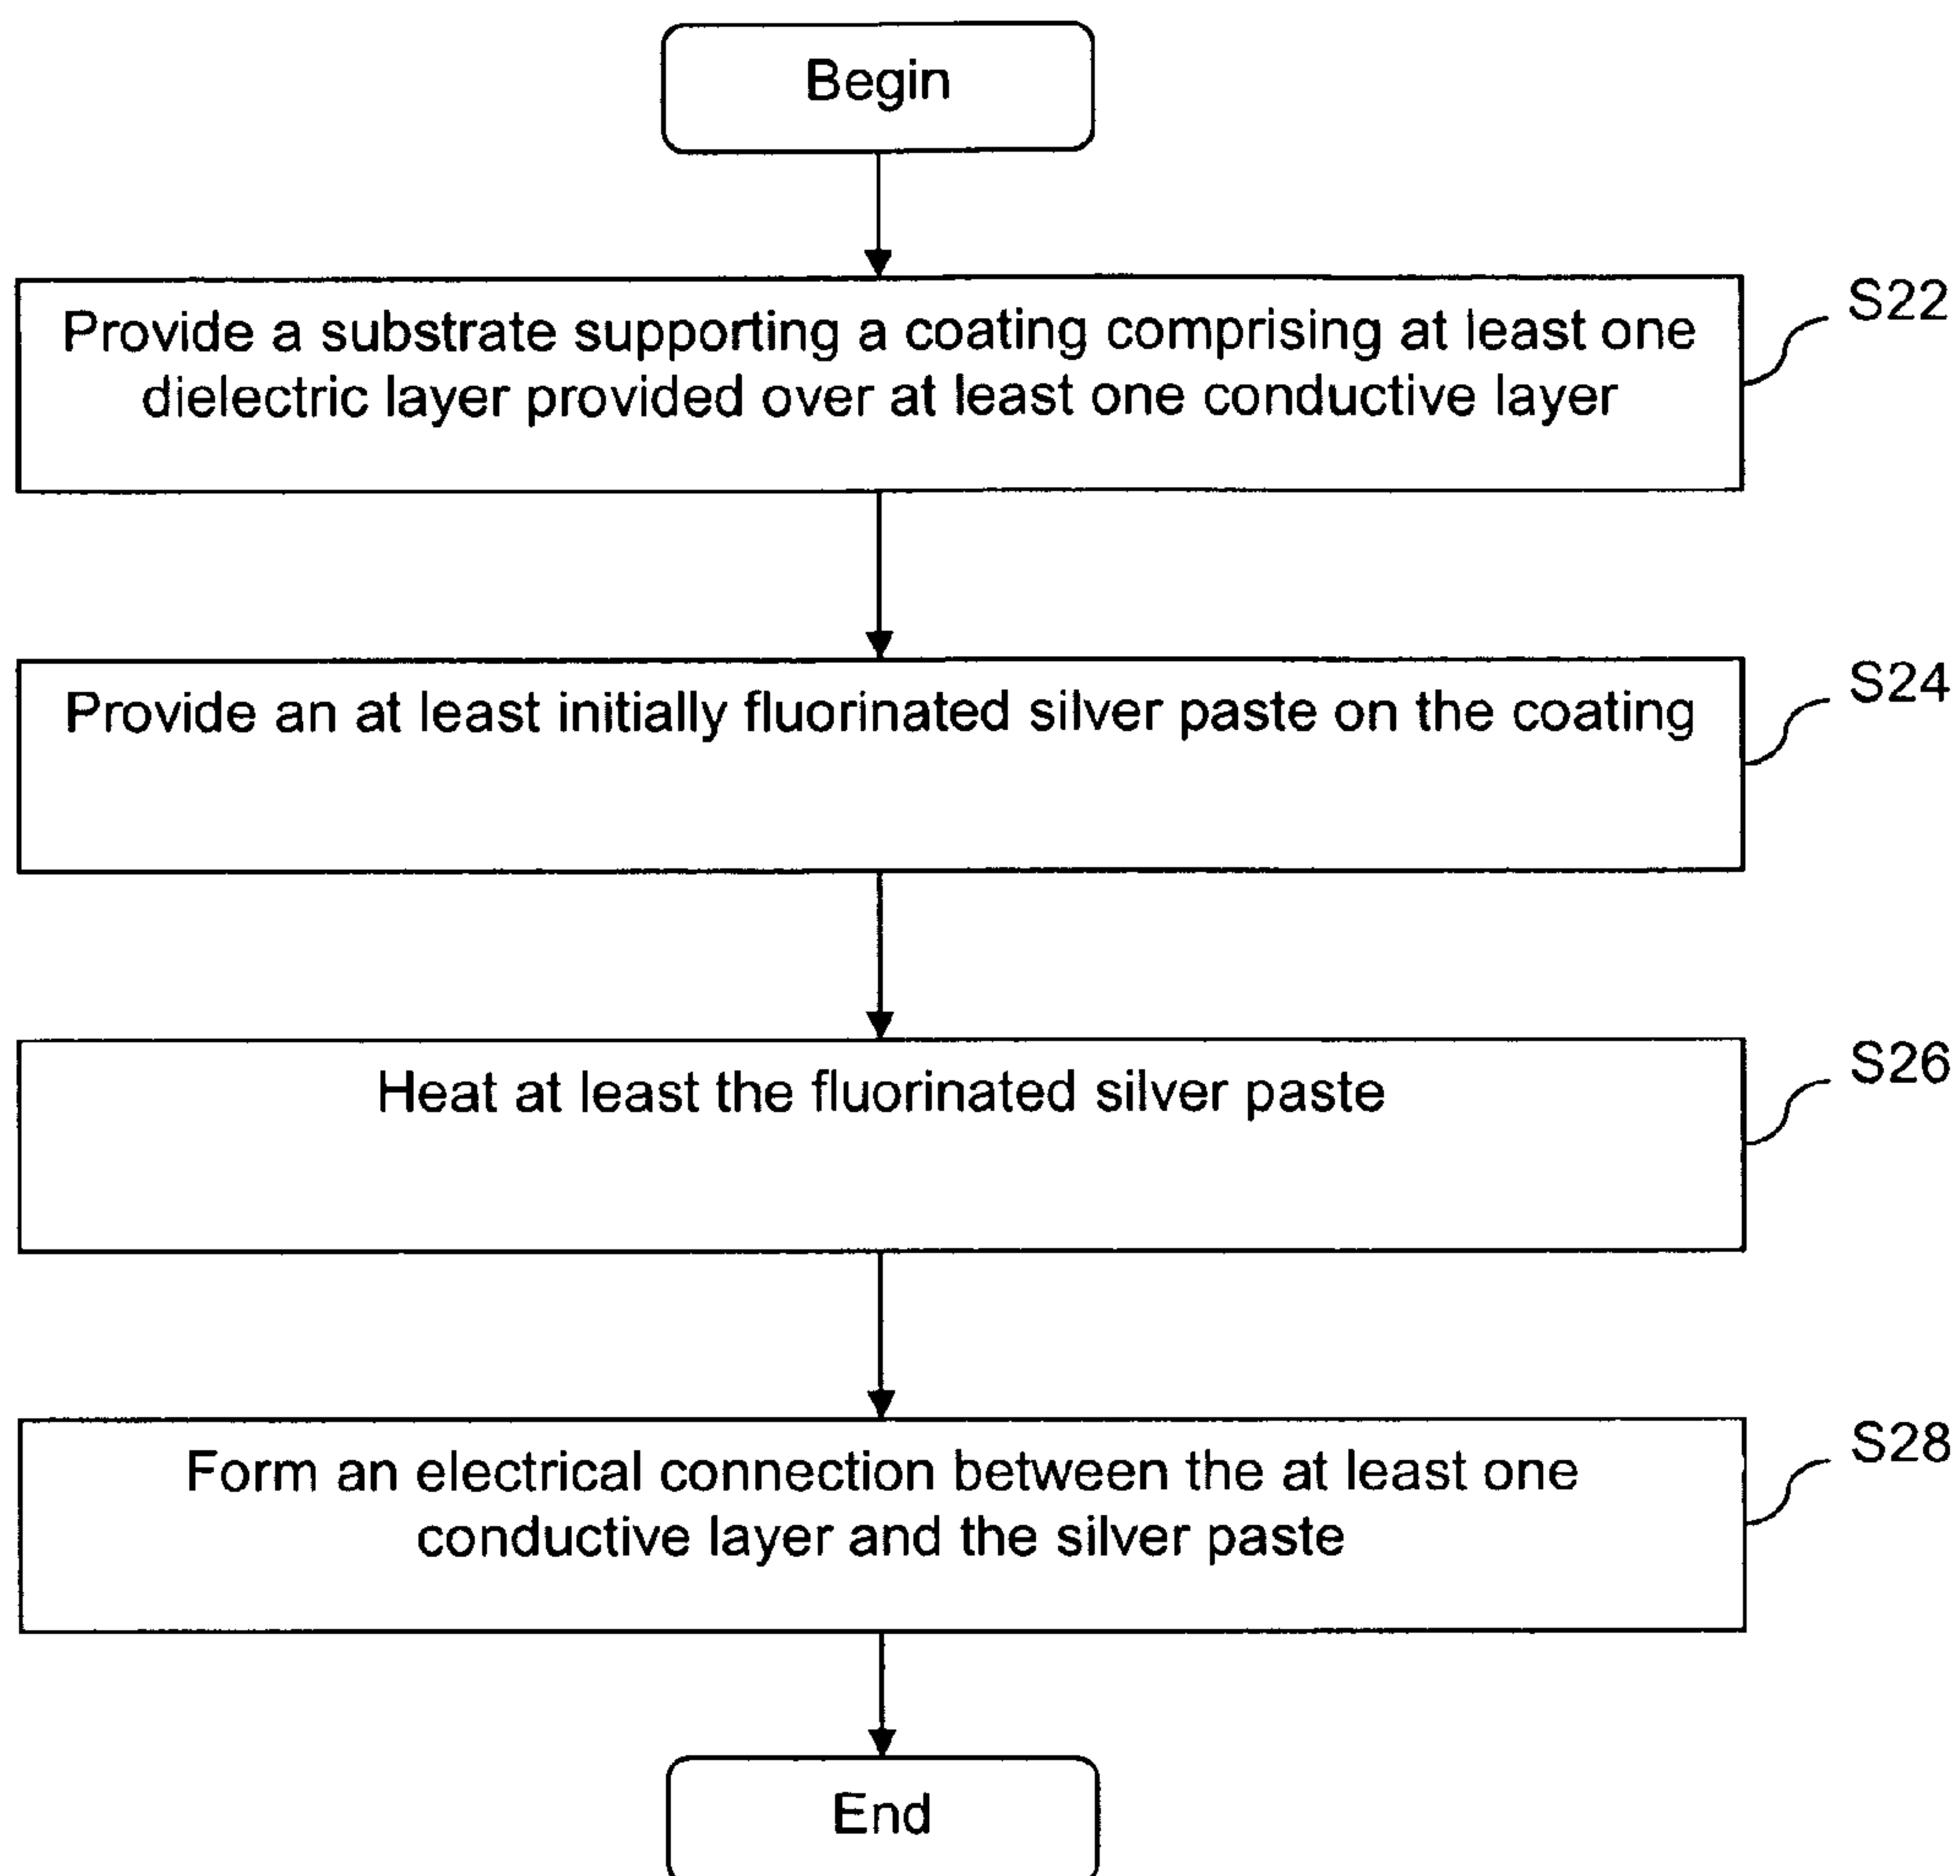 Begin
Provide a substrate supporting a coating comprising at least one
dielectric layer provided over at least one conductive layer
S22
Provide an at least initially fluorinated silver paste on the coating
S24
Heat at least the fluorinated silver paste
S26
Form an electrical connection between the at least one
conductive layer and the silver paste
S28
End